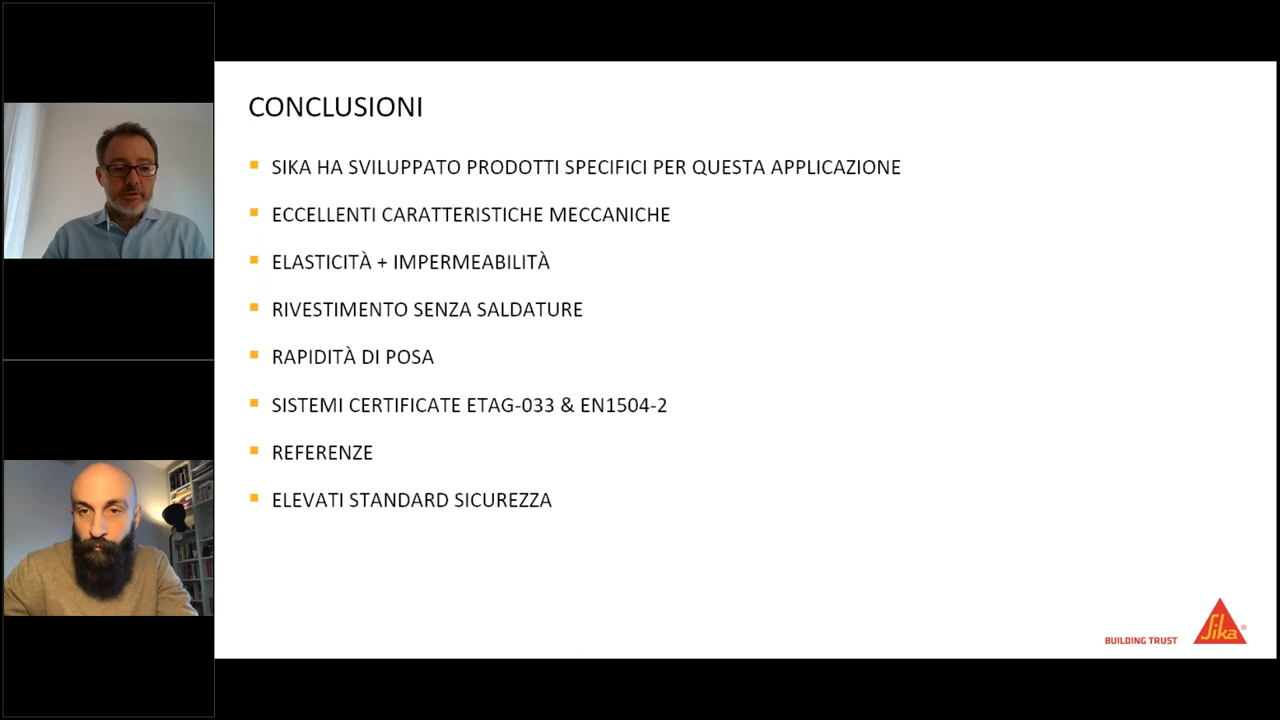 CONCLUSIONI
SIKA HA SVILUPPATO PRODOTTI SPECIFICI PER QUESTA APPLICAZIONE
ECCELLENTI CARATTERISTICHE MECCANICHE
ELASTICITÀ + IMPERMEABILITÀ
RIVESTIMENTO SENZA SALDATURE
RAPIDITÀ DI POSA
SISTEMI CERTIFICATE ETAG-033 & EN1504-2
REFERENZE
ELEVATI STANDARD SICUREZZA
BUILDING TRUST
Sika®